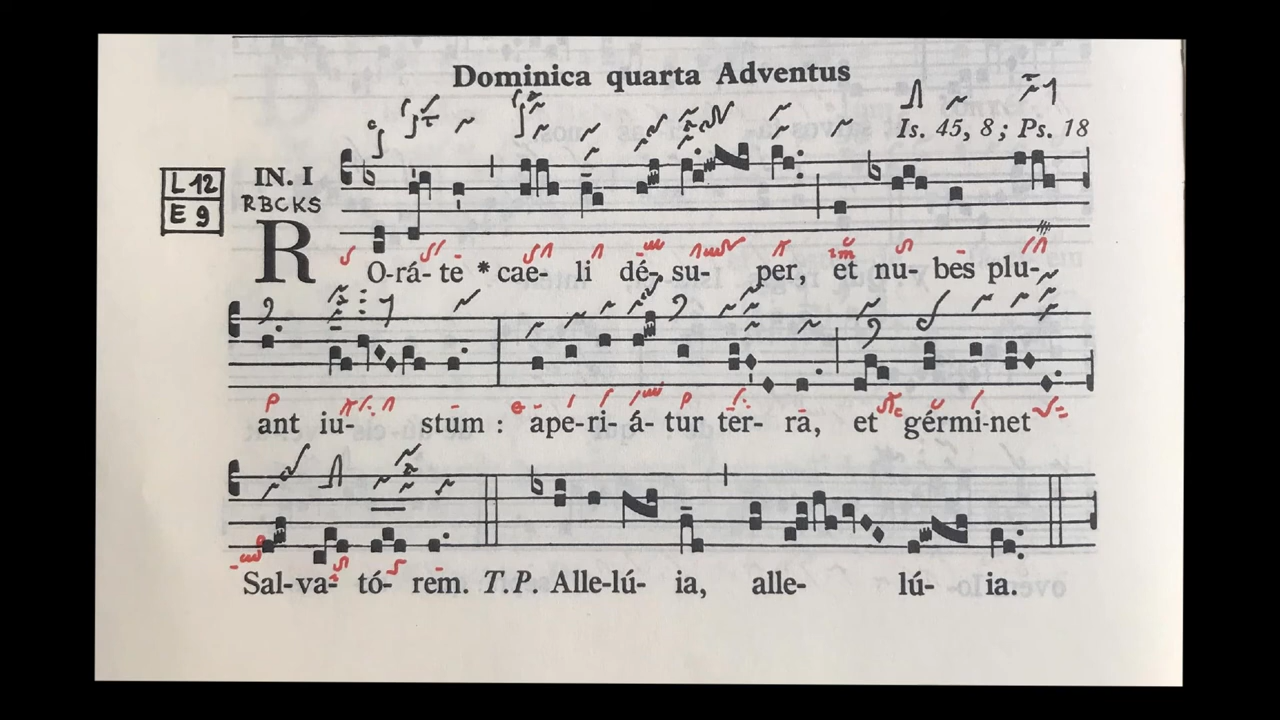 Dominica quarta Adventus
Is. 45, 8 ; Ps. 18
L 12
E 9
IN. I
RBCKS
RO-rá- te * cae- li dé- su- per, et nu- bes plu-
ant iu- stum : ape-ri- á- tur ter- ra, et gérmi-net
Sal-va- tó- rem. T.P. Alle-lú- ia, alle- lú- ia.